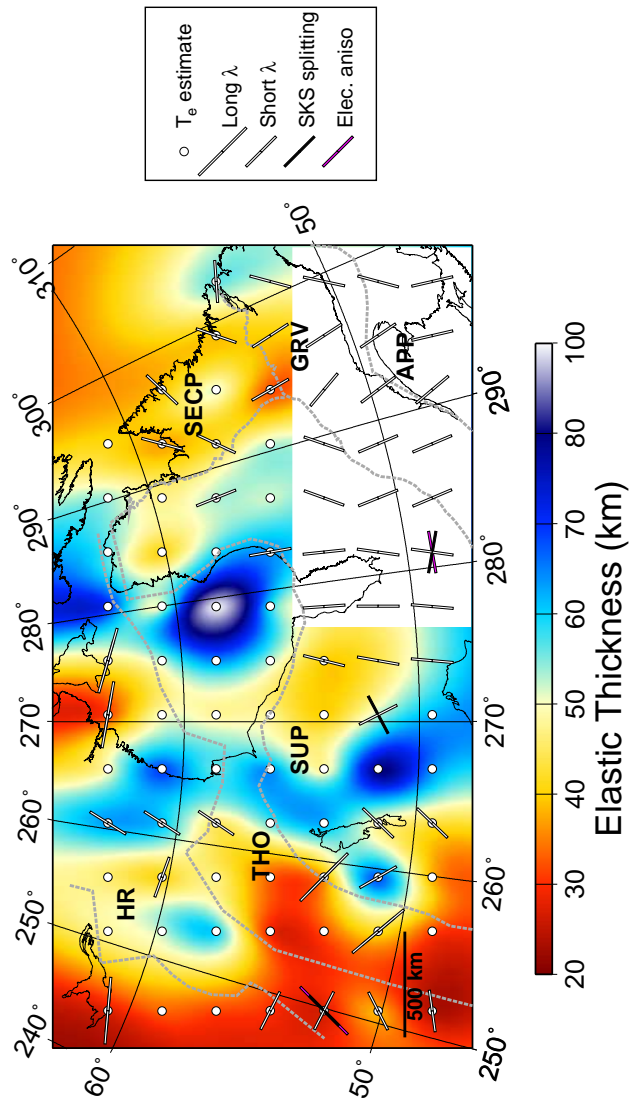 240°
250°
260°
270°
280°
290°
300°
310°
60°
50°
HR
SECP
THO
SUP
GRV
APP
500 km
50°
250°
260°
270°
280°
290°
Tₑ estimate
Long λ
Short λ
SKS splitting
Elec. aniso
20 30 40 50 60 70 80 100
Elastic Thickness (km)